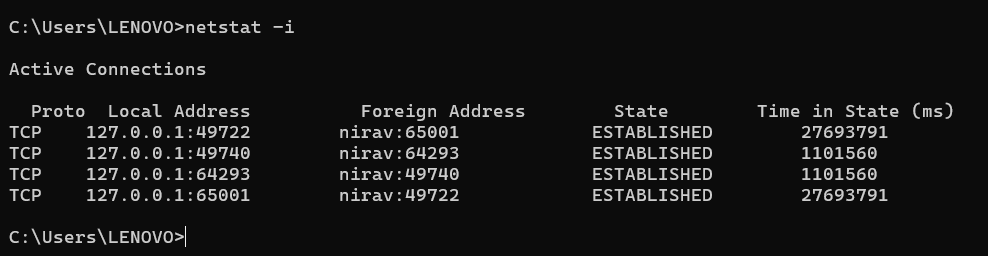 C:\Users\LENOVO>netstat -i
Active Connections
Proto Local Address Foreign Address State Time in State (ms)
TCP 127.0.0.1:49722 nirav:65001 ESTABLISHED 27693791
TCP 127.0.0.1:49740 nirav:64293 ESTABLISHED 1101560
TCP 127.0.0.1:64293 nirav:49740 ESTABLISHED 1101560
TCP 127.0.0.1:65001 nirav:49722 ESTABLISHED 27693791
C:\Users\LENOVO>